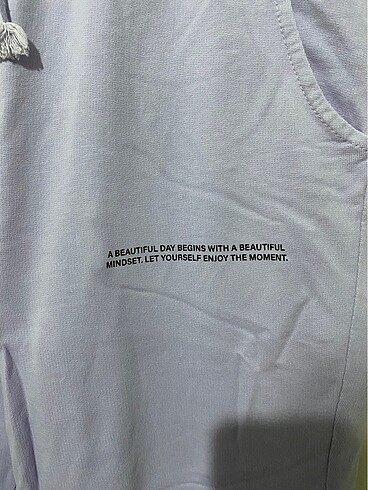 A BEAUTIFUL DAY BEGINS WITH A BEAUTIFUL
MINDSET. LET YOURSELF ENJOY THE MOMENT.